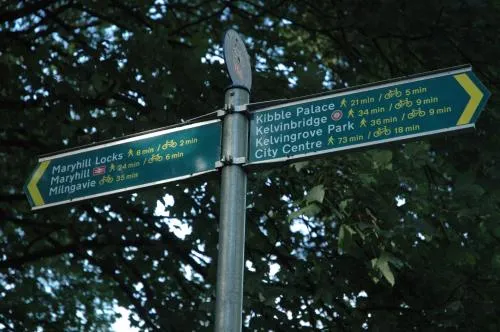 Maryhill Locks 8 min / 2 min
Maryhill 24 min / 6 min
Milngavie 35 min
Kibble Palace 21 min / 5 min
Kelvinbridge 34 min / 9 min
Kelvingrove Park 36 min / 9 min
City Centre 73 min / 18 min